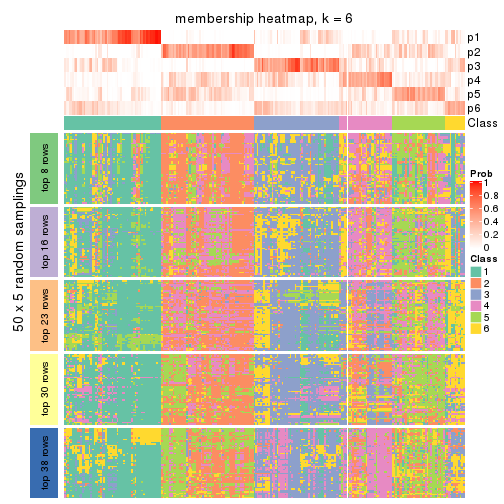 membership heatmap, k = 6
p1
p2
p3
p4
p5
p6
Class
50 x 5 random samplings
top 8 rows
top 16 rows
top 23 rows
top 30 rows
top 38 rows
Prob
1
0.8
0.6
0.4
0.2
0
Class
1
2
3
4
5
6